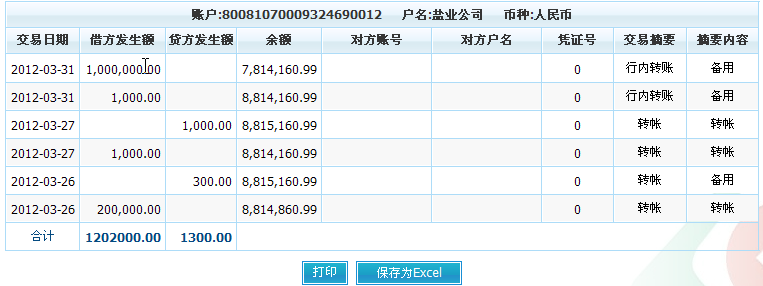 账户:80081070009324690012 户名:盐业公司 币种:人民币
交易日期 借方发生额 贷方发生额 余额 对方账号 对方户名 凭证号 交易摘要 摘要内容
2012-03-31 1,000,000.00 7,814,160.99 0 行内转账 备用
2012-03-31 1,000.00 8,814,160.99 0 行内转账 备用
2012-03-27 1,000.00 8,815,160.99 0 转帐 转帐
2012-03-27 1,000.00 8,814,160.99 0 转帐 转帐
2012-03-26 300.00 8,815,160.99 0 转帐 备用
2012-03-26 200,000.00 8,814,860.99 0 转帐 转帐
合计 1202000.00 1300.00
打印 保存为Excel